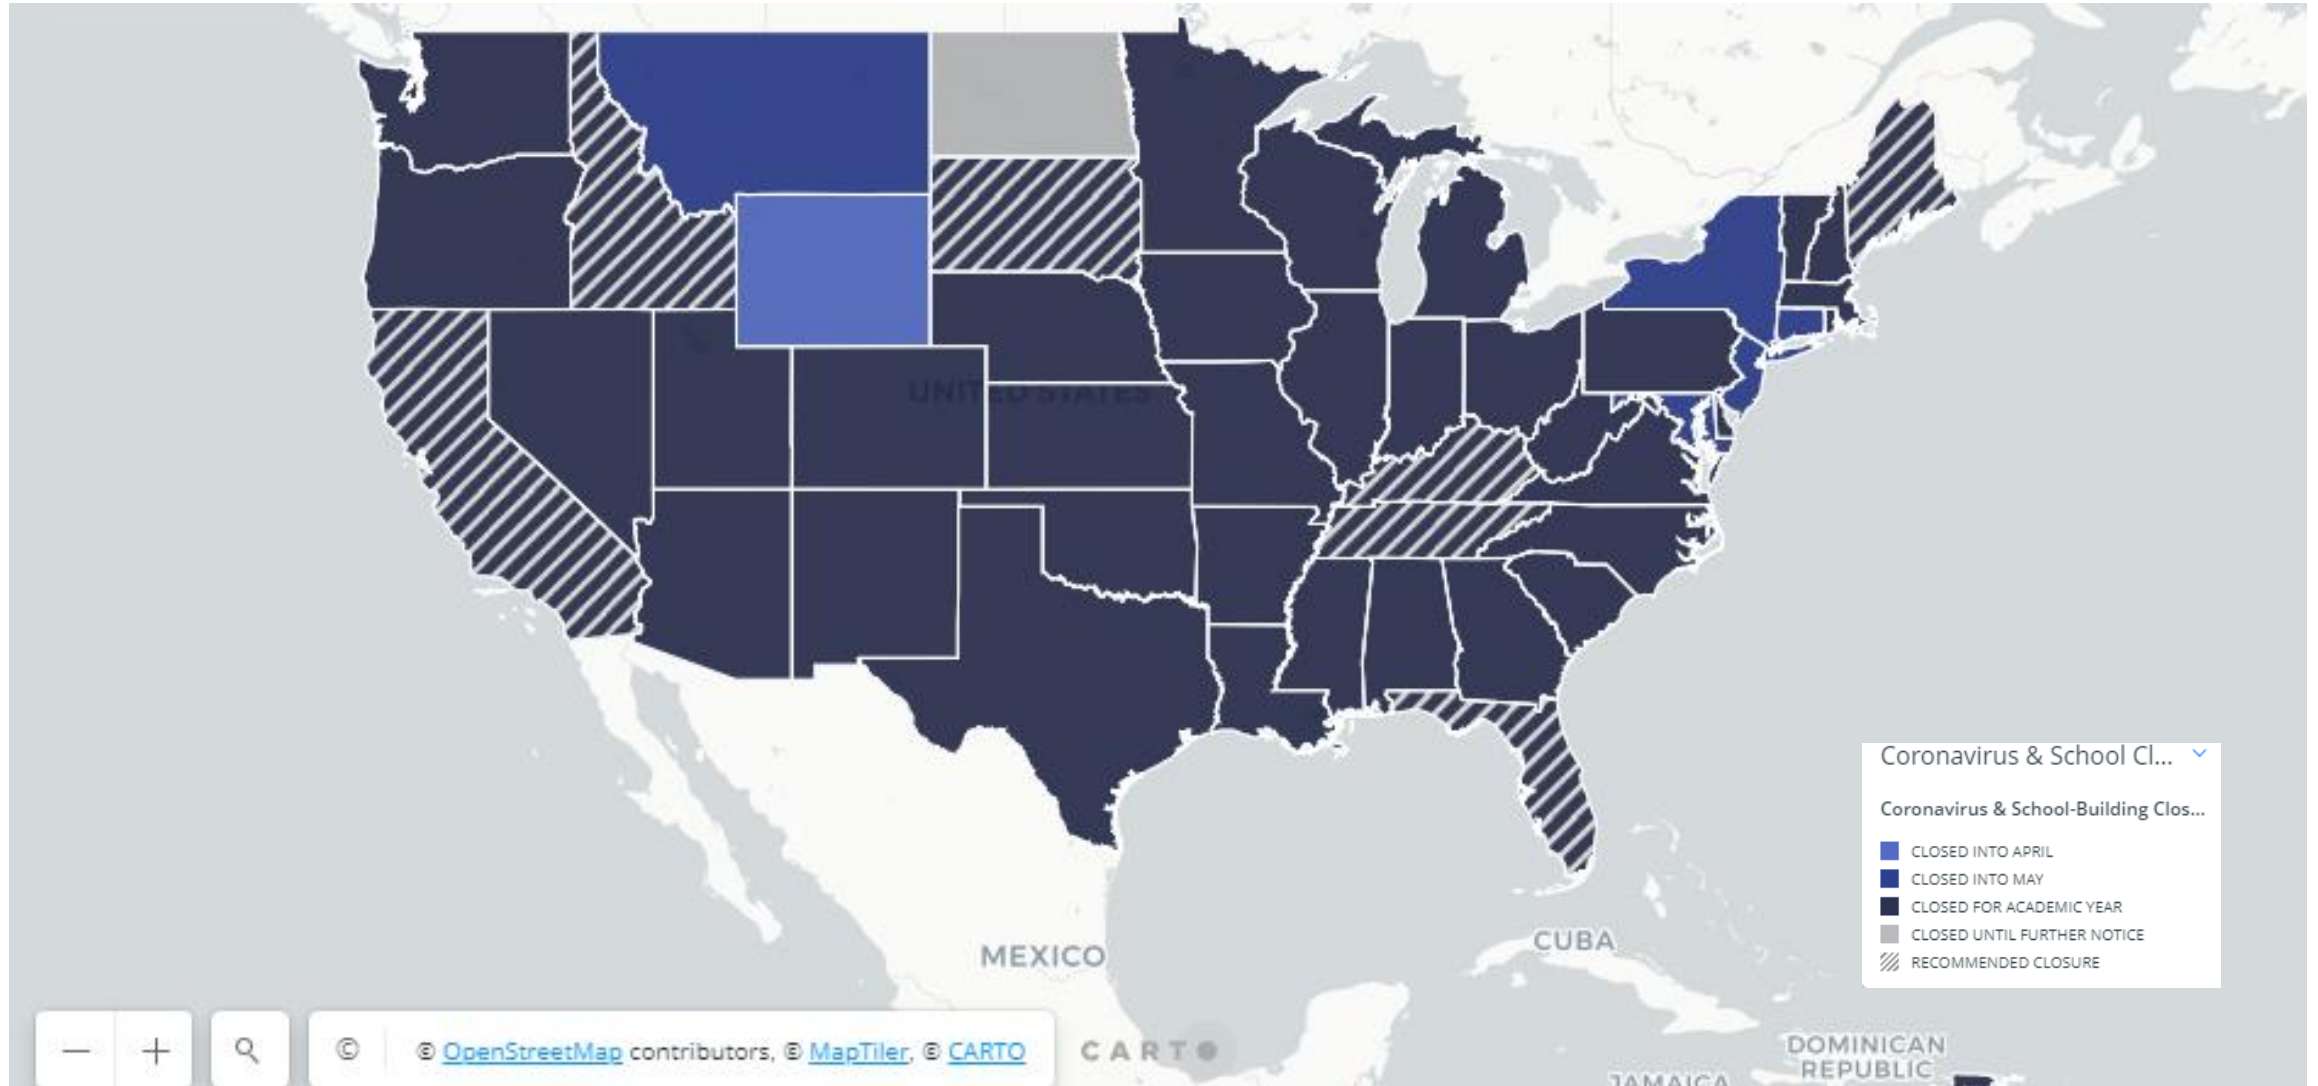 UNITED STATES
Coronavirus & School Cl...
Coronavirus & School-Building Clos...
CLOSED INTO APRIL
CLOSED INTO MAY
CLOSED FOR ACADEMIC YEAR
CLOSED UNTIL FURTHER NOTICE
RECOMMENDED CLOSURE
MEXICO
CUBA
© © OpenStreetMap contributors, © MapTiler, © CARTO
CARTO
DOMINICAN
REPUBLIC
JAMAICA